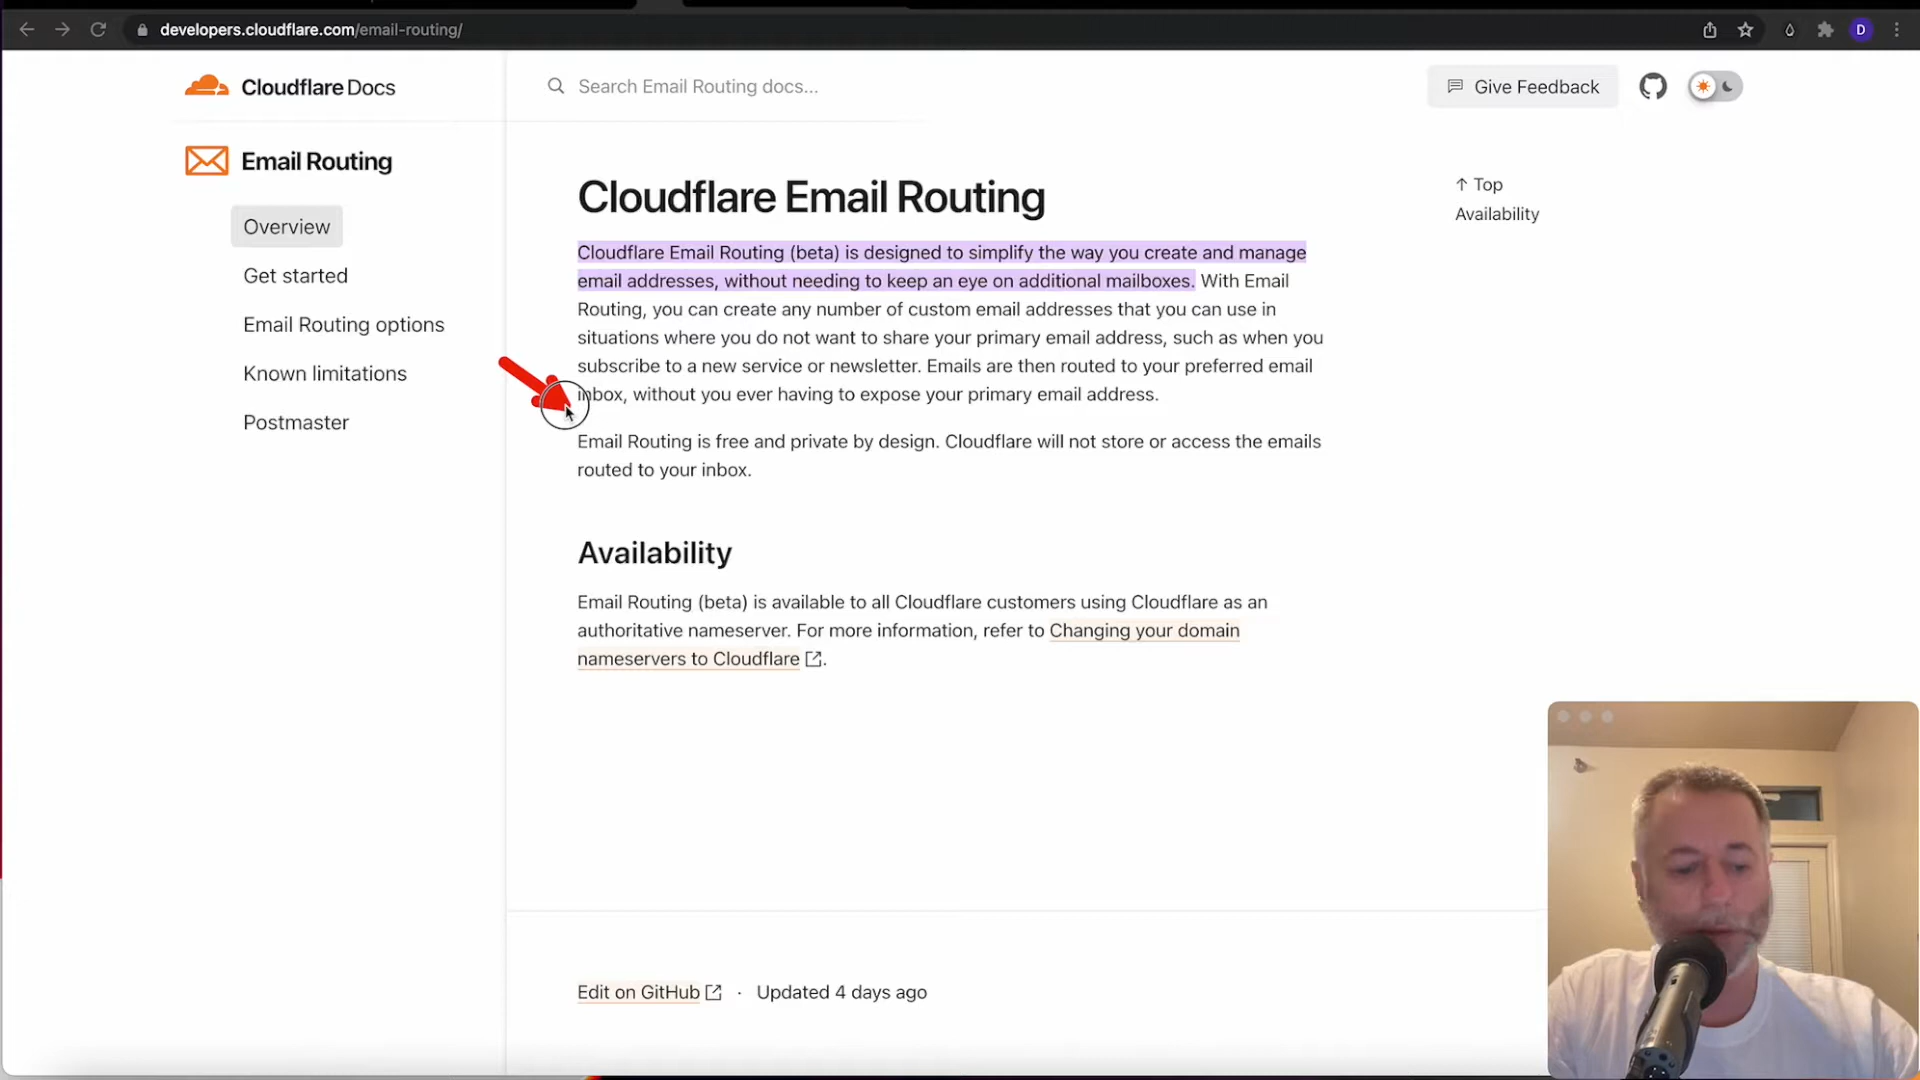 developers.cloudflare.com/email-routing/
D
Cloudflare Docs
Search Email Routing docs...
Give Feedback
Email Routing
Overview
Get started
Email Routing options
Known limitations
Postmaster
Cloudflare Email Routing
Cloudflare Email Routing (beta) is designed to simplify the way you create and manage
email addresses, without needing to keep an eye on additional mailboxes. With Email
Routing, you can create any number of custom email addresses that you can use in
situations where you do not want to share your primary email address, such as when you
subscribe to a new service or newsletter. Emails are then routed to your preferred email
inbox, without you ever having to expose your primary email address.
Email Routing is free and private by design. Cloudflare will not store or access the emails
routed to your inbox.
Availability
Email Routing (beta) is available to all Cloudflare customers using Cloudflare as an
authoritative nameserver. For more information, refer to Changing your domain
nameservers to Cloudflare.
↑ Top
Availability
Edit on GitHub · Updated 4 days ago